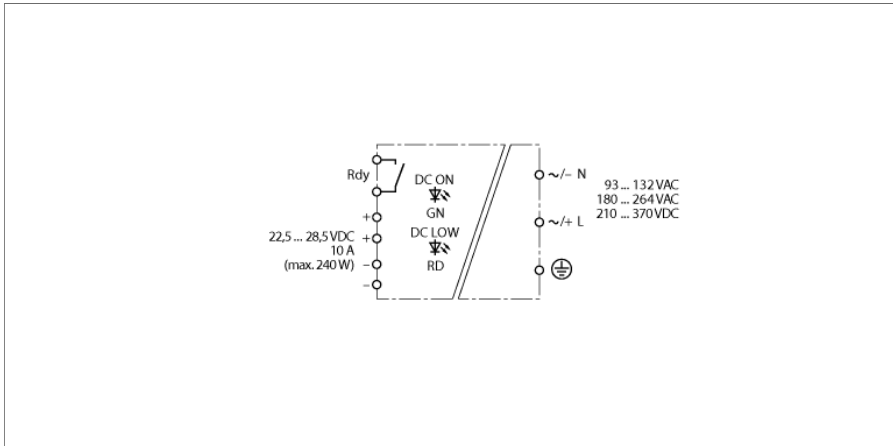 Rdy
DC ON
GN
DC LOW
RD
+
+
–
–
22,5 ... 28,5 VDC
10 A
(max. 240 W)
~/– N
~/+ L
93 ... 132 VAC
180 ... 264 VAC
210 ... 370 VDC